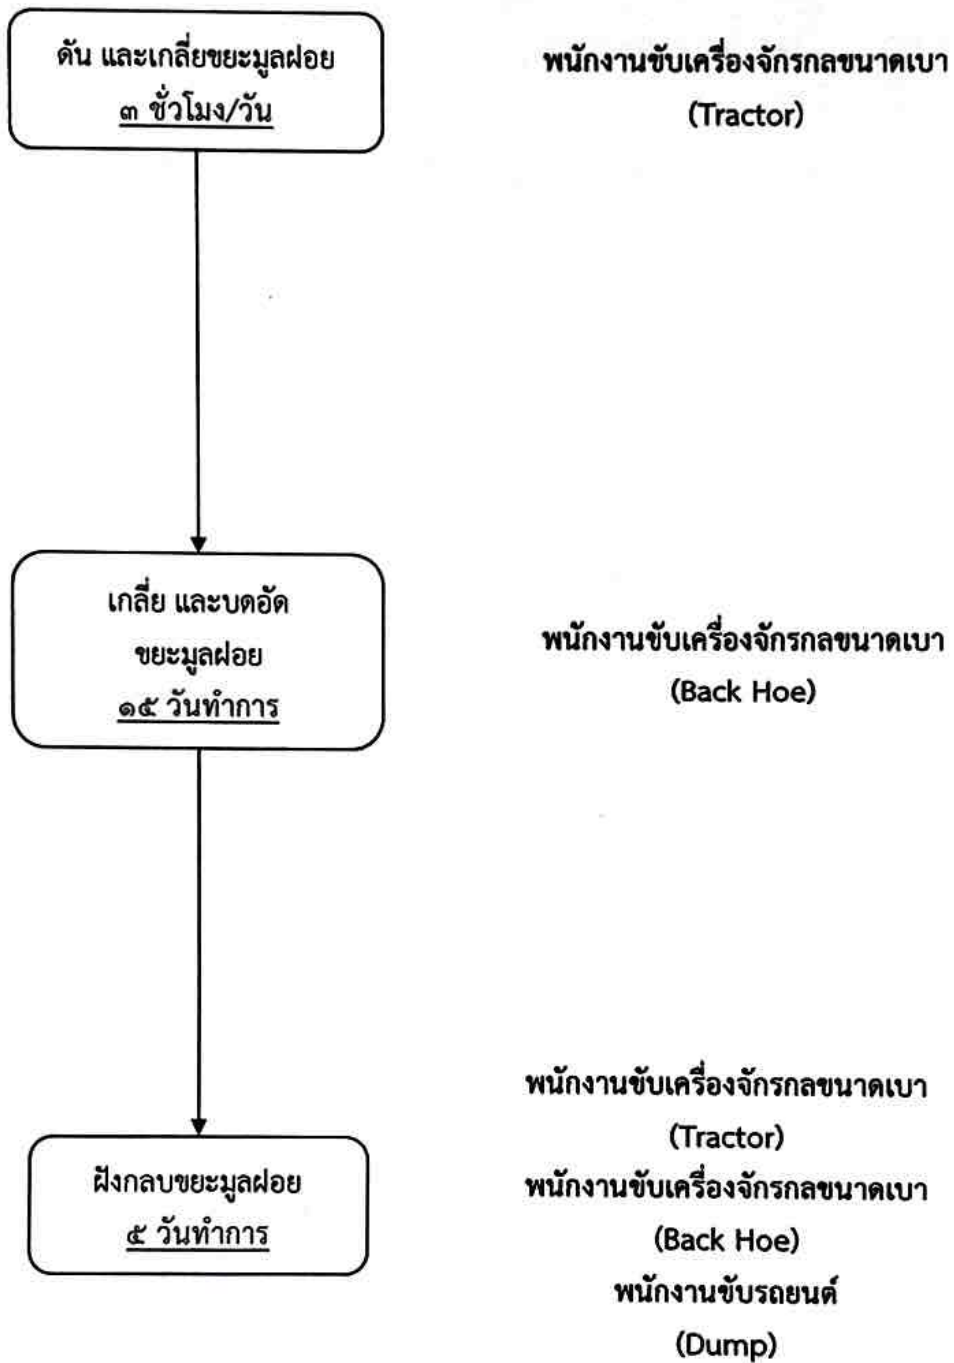 ดัน และเกลี่ยขยะมูลฝอย
๓ ชั่วโมง/วัน
พนักงานขับเครื่องจักรกลขนาดเบา
(Tractor)
เกลี่ย และบดอัด
ขยะมูลฝอย
๑๕ วันทำการ
พนักงานขับเครื่องจักรกลขนาดเบา
(Back Hoe)
ฝังกลบขยะมูลฝอย
๕ วันทำการ
พนักงานขับเครื่องจักรกลขนาดเบา
(Tractor)
พนักงานขับเครื่องจักรกลขนาดเบา
(Back Hoe)
พนักงานขับรถยนต์
(Dump)